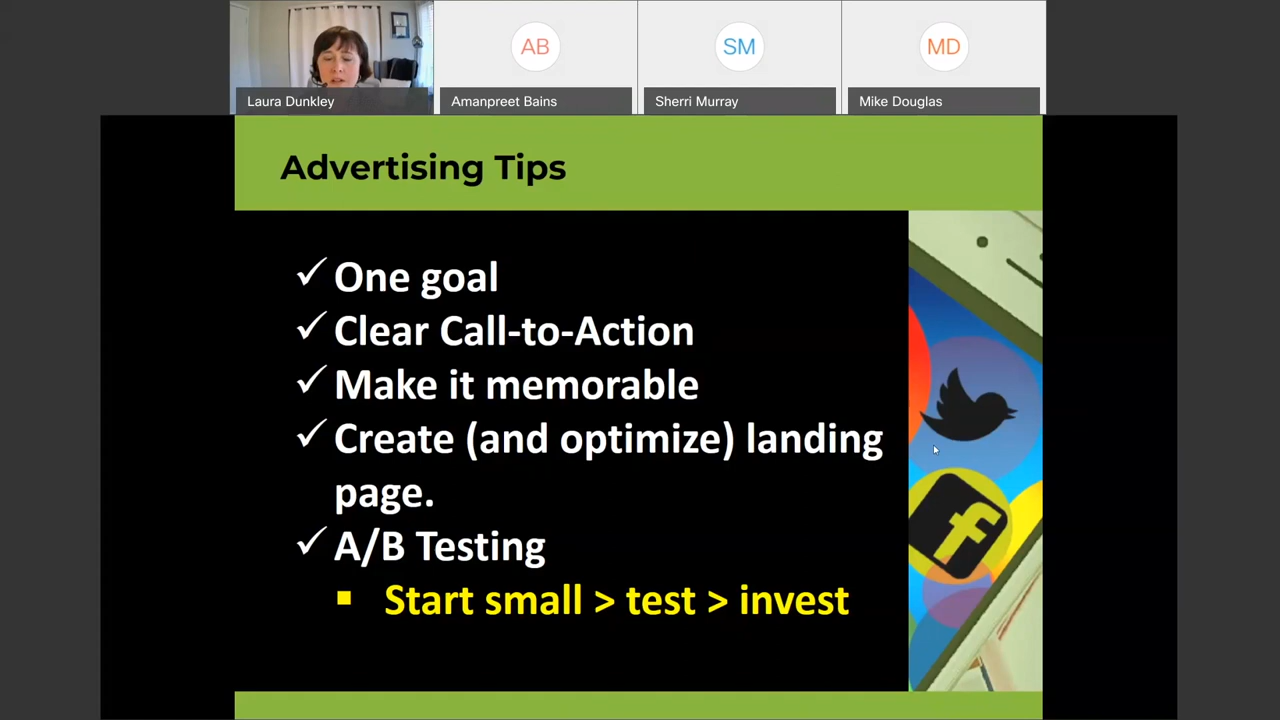 AB
SM
MD
Laura Dunkley
Amanpreet Bains
Sherri Murray
Mike Douglas
Advertising Tips
✓ One goal
✓ Clear Call-to-Action
✓ Make it memorable
✓ Create (and optimize) landing
page.
✓ A/B Testing
▪ Start small > test > invest
f